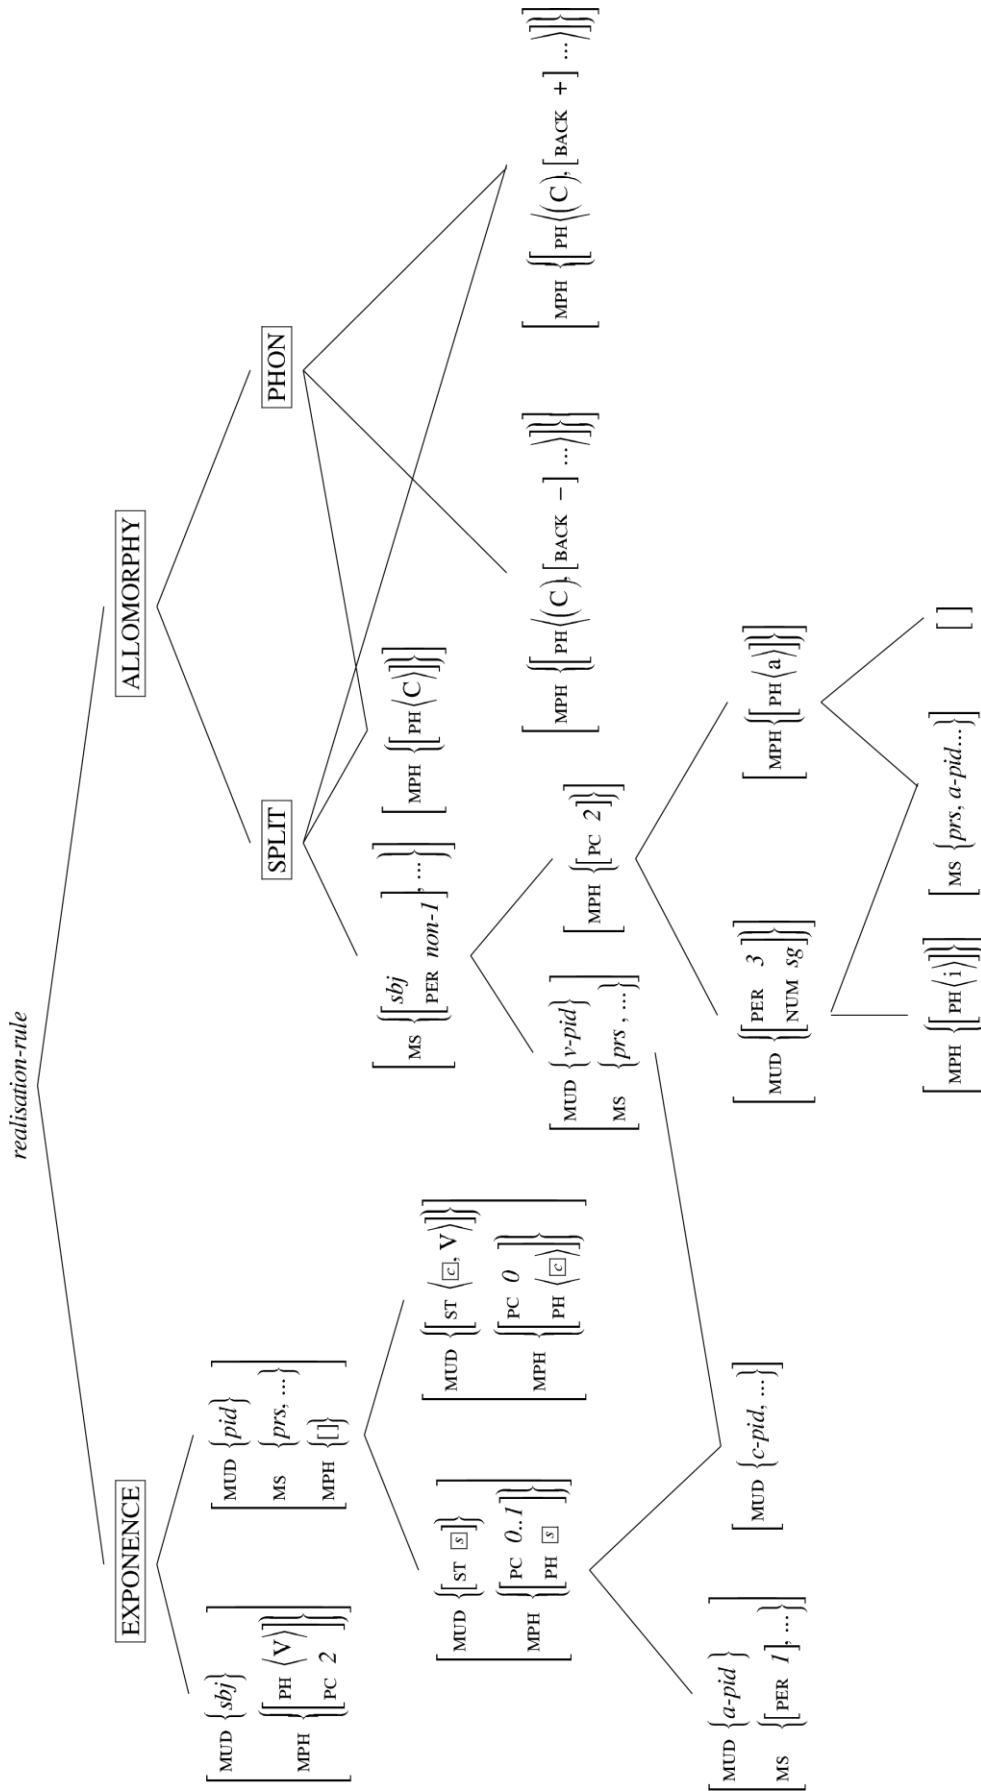 realisation-rule
EXPONENCE
ALLOMORPHY
SPLIT
PHON
[MUD {sbj}
MPH {[PH ⟨V⟩
PC 2]}]
[MUD {pid}
MS {prs, ...}
MPH {[]}]
[MS {[sbj
PER non-1], ...}]
[MPH {[PH ⟨C⟩]}]
[MUD {[ST [s]]}
MPH {[PC 0..1
PH [s]]}]
[MUD {[ST ⟨[c], V⟩]}
MPH {[PC 0
PH ⟨[c]⟩]}]
[MUD {v-pid}
MS {prs, ...}]
[MPH {[PC 2]}]
[MPH {[PH ⟨(C), [BACK −] ...⟩]}]
[MPH {[PH ⟨(C), [BACK +] ...⟩]}]
[MUD {a-pid}
MS {[PER 1], ...}]
[MUD {c-pid, ...}]
[MUD {[PER 3
NUM sg]}]
[MPH {[PH ⟨a⟩]}]
[MPH {[PH ⟨i⟩]}]
[MS {prs, a-pid...}]
[ ]